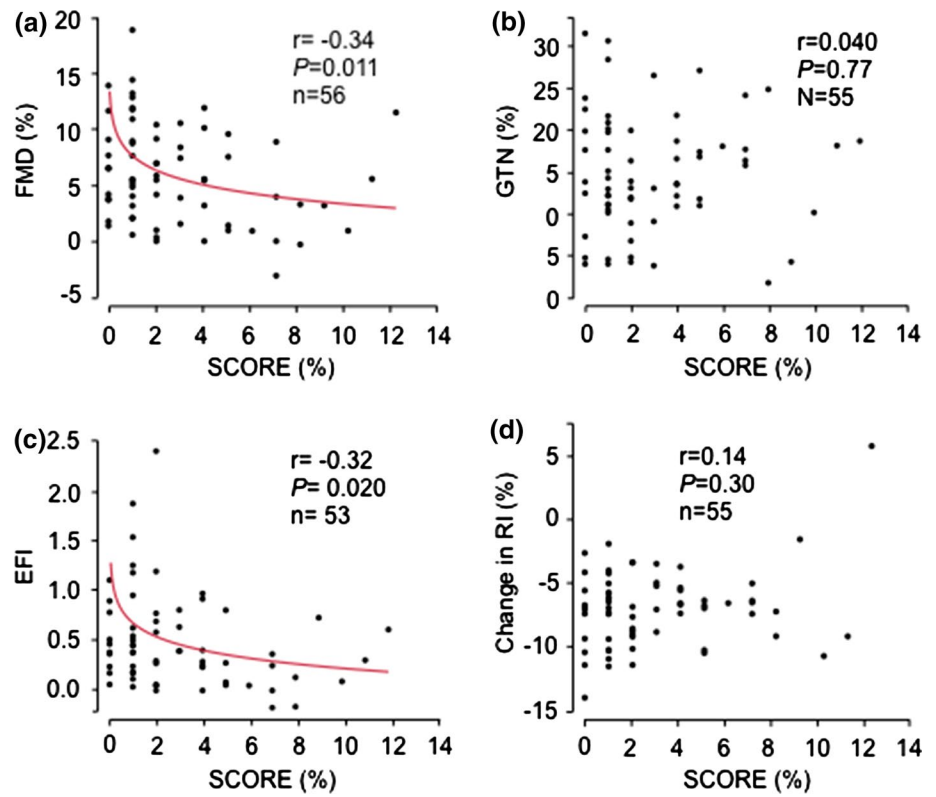 (a)
20
15
10
5
0
-5
FMD (%)
r= -0.34
P=0.011
n=56
0 2 4 6 8 10 12 14
SCORE (%)
(b)
30
25
20
5
0
5
0
GTN (%)
r=0.040
P=0.77
N=55
0 2 4 6 8 10 12 14
SCORE (%)
(c)
2.5
2.0
1.5
1.0
0.5
0.0
EFI
r= -0.32
P= 0.020
n= 53
0 2 4 6 8 10 12 14
SCORE (%)
(d)
5
0
-5
-10
-15
Change in RI (%)
r=0.14
P=0.30
n=55
0 2 4 6 8 10 12 14
SCORE (%)